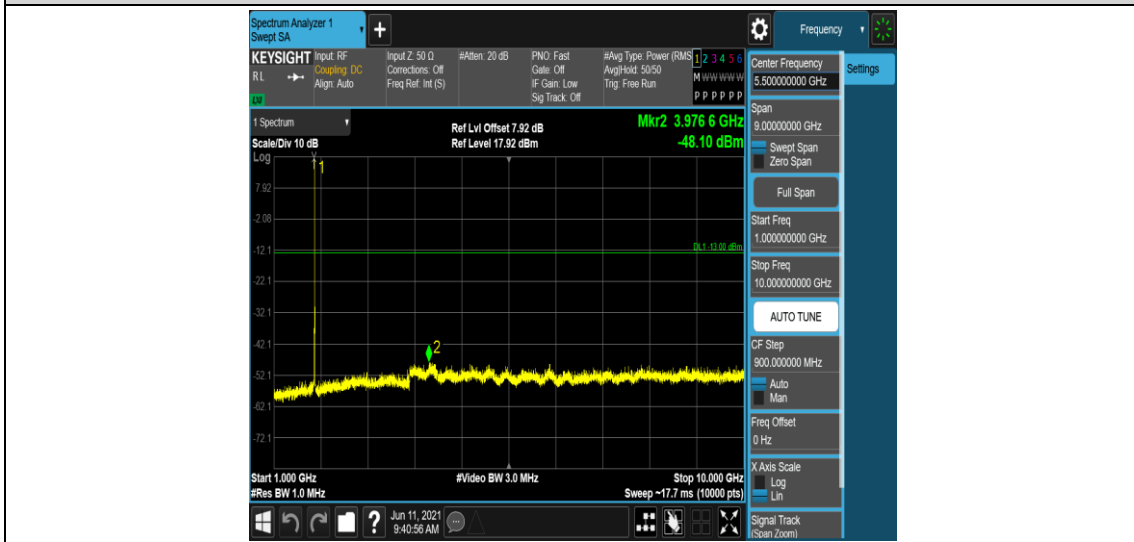 Spectrum Analyzer 1
Swept SA
Frequency
KEYSIGHT
RL
Input: RF
Coupling: DC
Align: Auto
Input Z: 50 Ω
Corrections: Off
Freq Ref: Int (S)
#Atten: 20 dB
PNO: Fast
Gate: Off
IF Gain: Low
Sig Track: Off
#Avg Type: Power (RMS
Avg|Hold: 50/50
Trig: Free Run
1 2 3 4 5 6
M W W W W W
P P P P P P
Center Frequency
5.500000000 GHz
Settings
Span
9.00000000 GHz
Swept Span
Zero Span
Full Span
Start Freq
1.000000000 GHz
Stop Freq
10.000000000 GHz
AUTO TUNE
CF Step
900.000000 MHz
Auto
Man
Freq Offset
0 Hz
X Axis Scale
Log
Lin
Signal Track
(Span Zoom)
1 Spectrum
Scale/Div 10 dB
Log
Ref Lvl Offset 7.92 dB
Ref Level 17.92 dBm
Mkr2 3.976 6 GHz
-48.10 dBm
1
7.92
-2.08
-12.1
DL1 -13.00 dBm
-22.1
-32.1
-42.1
2
-52.1
-62.1
-72.1
Start 1.000 GHz
#Video BW 3.0 MHz
Stop 10.000 GHz
#Res BW 1.0 MHz
Sweep ~17.7 ms (10000 pts)
?
Jun 11, 2021
9:40:56 AM